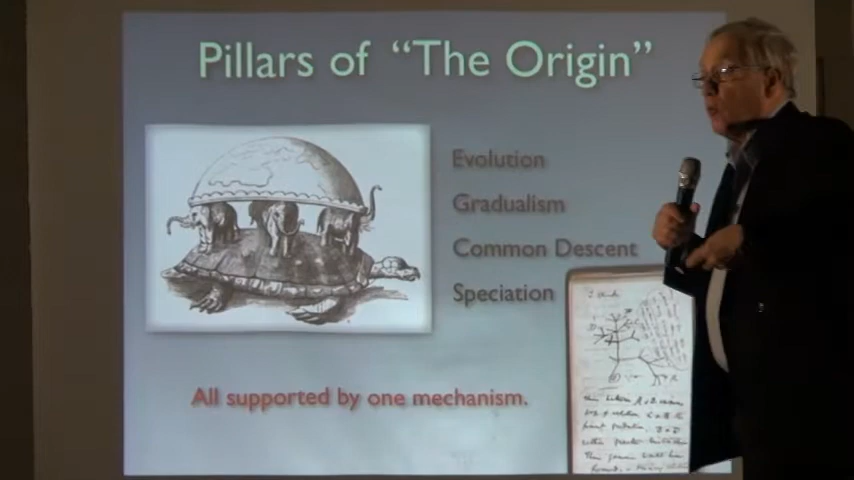 Pillars of “The Origin”
Evolution
Gradualism
Common Descent
Speciation
All supported by one mechanism.
I think